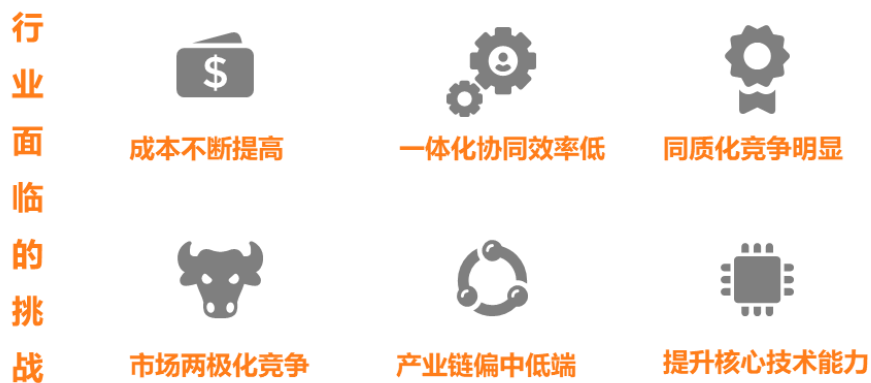 行业面临的挑战
成本不断提高
一体化协同效率低
同质化竞争明显
市场两极化竞争
产业链偏中低端
提升核心技术能力